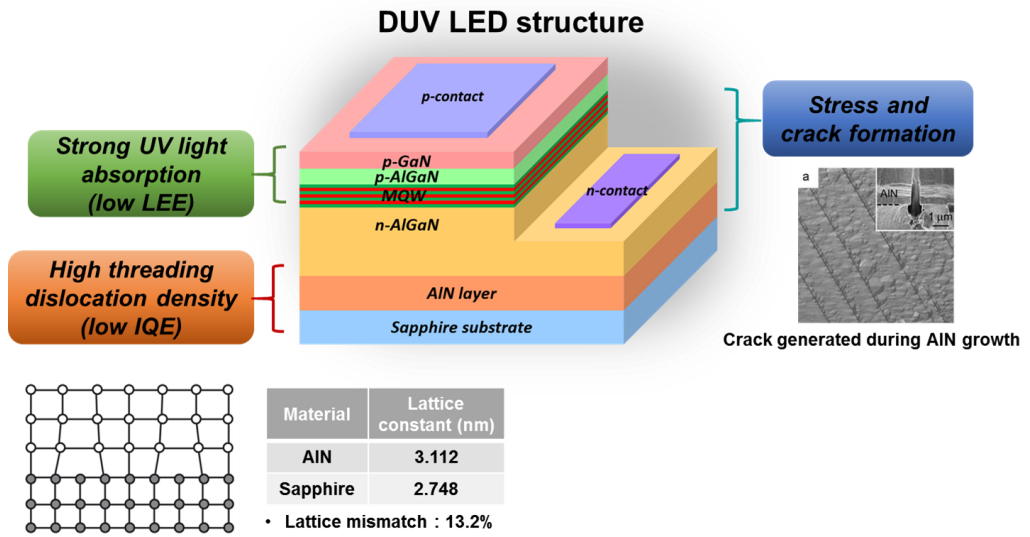 DUV LED structure
p-contact
Strong UV light
absorption
(low LEE)
p-GaN
p-AlGaN
MQW
n-AlGaN
n-contact
Stress and
crack formation
a
AlN
1 μm
High threading
dislocation density
(low IQE)
AlN layer
Sapphire substrate
Crack generated during AlN growth
Material
Lattice
constant (nm)
AlN
3.112
Sapphire
2.748
• Lattice mismatch : 13.2%